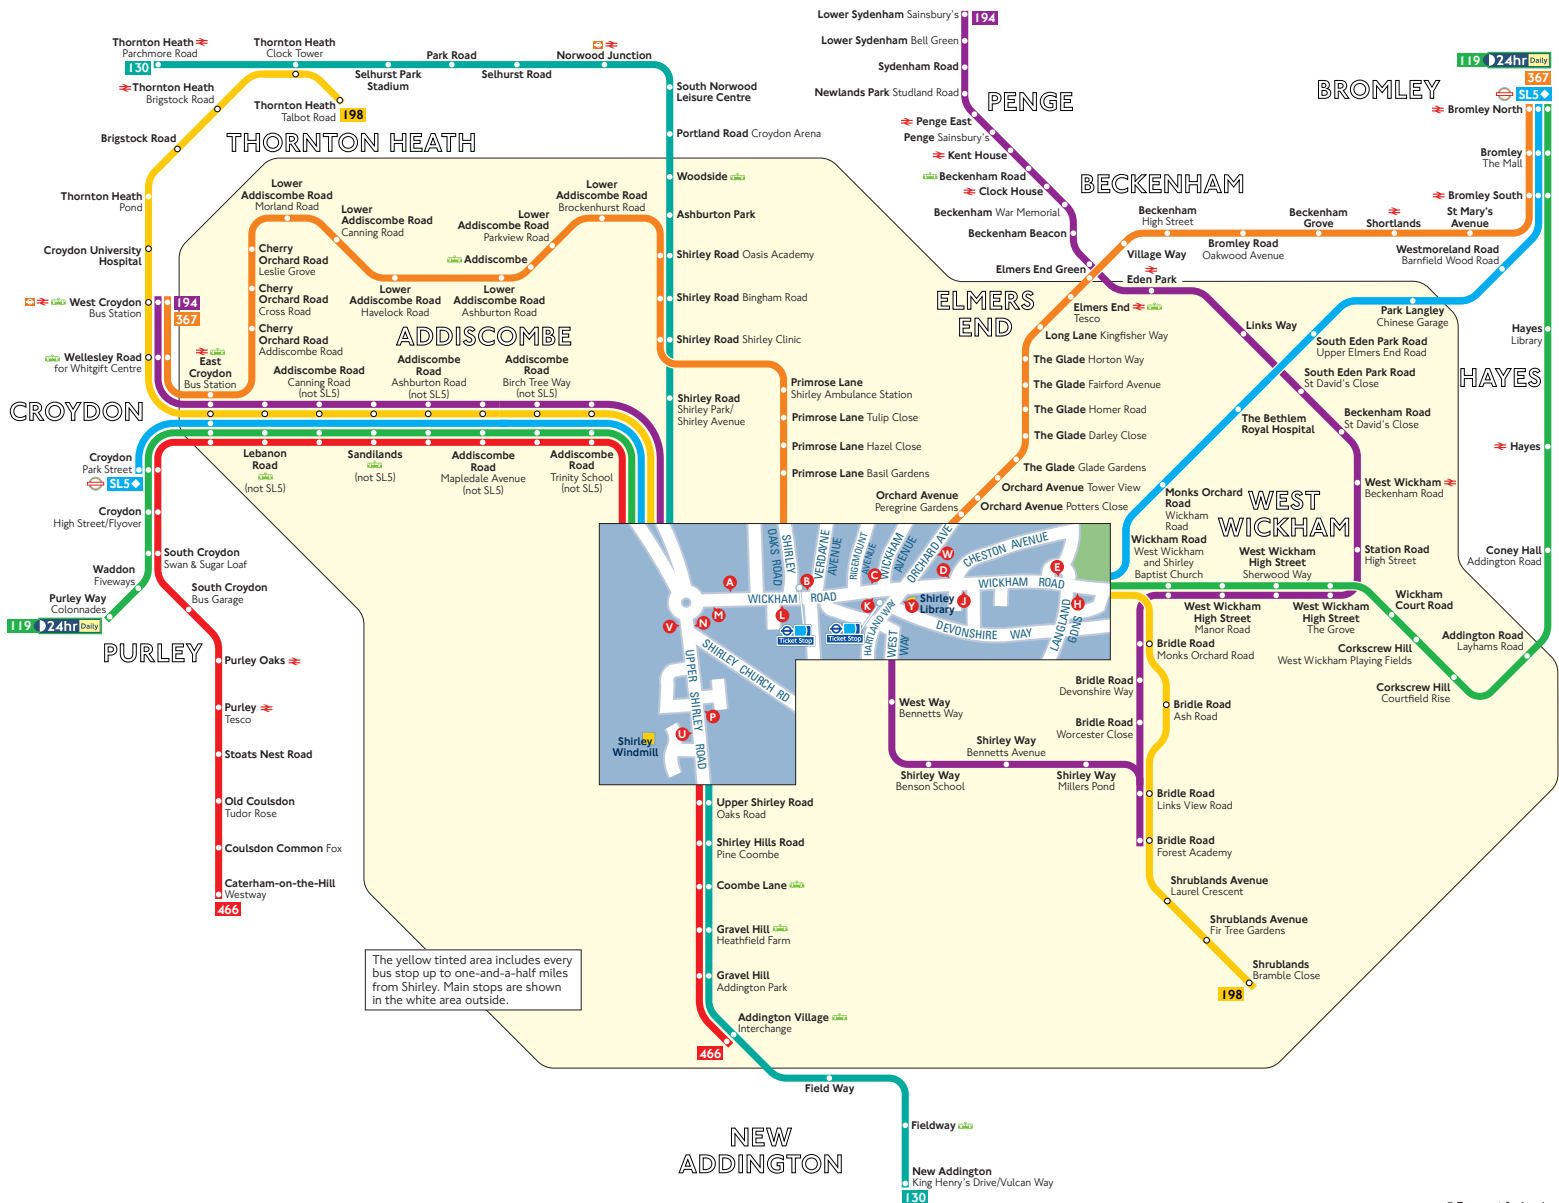 Lower Sydenham Sainsbury's
194
Lower Sydenham Bell Green
Sydenham Road
Newlands Park Studland Road
PENGE
Penge East
Penge Sainsbury's
Kent House
Beckenham Road
Clock House
Beckenham War Memorial
Beckenham Beacon
Elmers End Green
BECKENHAM
Thornton Heath
Parchmore Road
130
Thornton Heath
Clock Tower
Selhurst Park
Stadium
Park Road
Selhurst Road
Norwood Junction
Thornton Heath
Brigstock Road
Thornton Heath
Talbot Road
198
Brigstock Road
THORNTON HEATH
Thornton Heath
Pond
Croydon University
Hospital
West Croydon
Bus Station
194
367
Wellesley Road
for Whitgift Centre
CROYDON
South Norwood
Leisure Centre
Portland Road Croydon Arena
Woodside
Ashburton Park
Shirley Road Oasis Academy
Shirley Road Bingham Road
Shirley Road Shirley Clinic
Shirley Road
Shirley Park/
Shirley Avenue
Lower
Addiscombe Road
Morland Road
Lower
Addiscombe Road
Canning Road
Lower
Addiscombe Road
Havelock Road
Lower
Addiscombe Road
Ashburton Road
Addiscombe
Lower
Addiscombe Road
Parkview Road
Lower
Addiscombe Road
Brockenhurst Road
Cherry
Orchard Road
Leslie Grove
Cherry
Orchard Road
Cross Road
Cherry
Orchard Road
Addiscombe Road
ADDISCOMBE
East
Croydon
Bus Station
Addiscombe Road
Canning Road
(not SL5)
Addiscombe
Road
Ashburton Road
(not SL5)
Addiscombe
Road
Birch Tree Way
(not SL5)
Lebanon
Road
(not SL5)
Sandilands
(not SL5)
Addiscombe
Road
Mapledale Avenue
(not SL5)
Addiscombe
Road
Trinity School
(not SL5)
Primrose Lane
Shirley Ambulance Station
Primrose Lane Tulip Close
Primrose Lane Hazel Close
Primrose Lane Basil Gardens
119 24hr Daily
367
SL5
BROMLEY
Bromley North
Bromley
The Mall
Bromley South
Beckenham
High Street
Village Way
Bromley Road
Oakwood Avenue
Beckenham
Grove
Shortlands
St Mary's
Avenue
Westmoreland Road
Barnfield Wood Road
Eden Park
ELMERS
END
Elmers End
Tesco
Long Lane Kingfisher Way
The Glade Horton Way
The Glade Fairford Avenue
The Glade Homer Road
The Glade Darley Close
The Glade Glade Gardens
Orchard Avenue Tower View
Orchard Avenue
Peregrine Gardens
Orchard Avenue Potters Close
Links Way
Park Langley
Chinese Garage
South Eden Park Road
Upper Elmers End Road
South Eden Park Road
St David's Close
The Bethlem
Royal Hospital
Beckenham Road
St David's Close
Hayes
Library
HAYES
Hayes
Coney Hall
Addington Road
Monks Orchard
Road
Wickham
Road
WEST
WICKHAM
West Wickham
Beckenham Road
Station Road
High Street
Wickham Road
West Wickham
and Shirley
Baptist Church
West Wickham
High Street
Sherwood Way
West Wickham
High Street
Manor Road
West Wickham
High Street
The Grove
Wickham
Court Road
Corkscrew Hill
West Wickham Playing Fields
Addington Road
Layhams Road
Corkscrew Hill
Courtfield Rise
Croydon
Park Street
SL5
Croydon
High Street/Flyover
Waddon
Fiveways
Purley Way
Colonnades
119 24hr Daily
South Croydon
Swan & Sugar Loaf
South Croydon
Bus Garage
PURLEY
Purley Oaks
Purley
Tesco
Stoats Nest Road
Old Coulsdon
Tudor Rose
Coulsdon Common Fox
Caterham-on-the-Hill
Westway
466
OAKS ROAD
SHIRLEY
VERDAYNE
AVENUE
RIDGEMOUNT
AVENUE
WICKHAM
AVENUE
ORCHARD AVE
CHESTON AVENUE
WICKHAM ROAD
WICKHAM ROAD
A
B
C
W
D
E
V
N
M
L
K
Y
J
H
Shirley
Library
Ticket Stop
Ticket Stop
HARTLAND WAY
WEST
WAY
DEVONSHIRE WAY
LANGLAND
GDNS
SHIRLEY CHURCH RD
UPPER SHIRLEY ROAD
P
U
Shirley
Windmill
Bridle Road
Monks Orchard Road
Bridle Road
Devonshire Way
Bridle Road
Ash Road
Bridle Road
Worcester Close
Bridle Road
Links View Road
Bridle Road
Forest Academy
Shrublands Avenue
Laurel Crescent
Shrublands Avenue
Fir Tree Gardens
Shrublands
Bramble Close
198
West Way
Bennetts Way
Shirley Way
Benson School
Shirley Way
Bennetts Avenue
Shirley Way
Millers Pond
Upper Shirley Road
Oaks Road
Shirley Hills Road
Pine Coombe
Coombe Lane
Gravel Hill
Heathfield Farm
Gravel Hill
Addington Park
Addington Village
Interchange
466
Field Way
Fieldway
NEW
ADDINGTON
New Addington
King Henry's Drive/Vulcan Way
130
The yellow tinted area includes every
bus stop up to one-and-a-half miles
from Shirley. Main stops are shown
in the white area outside.